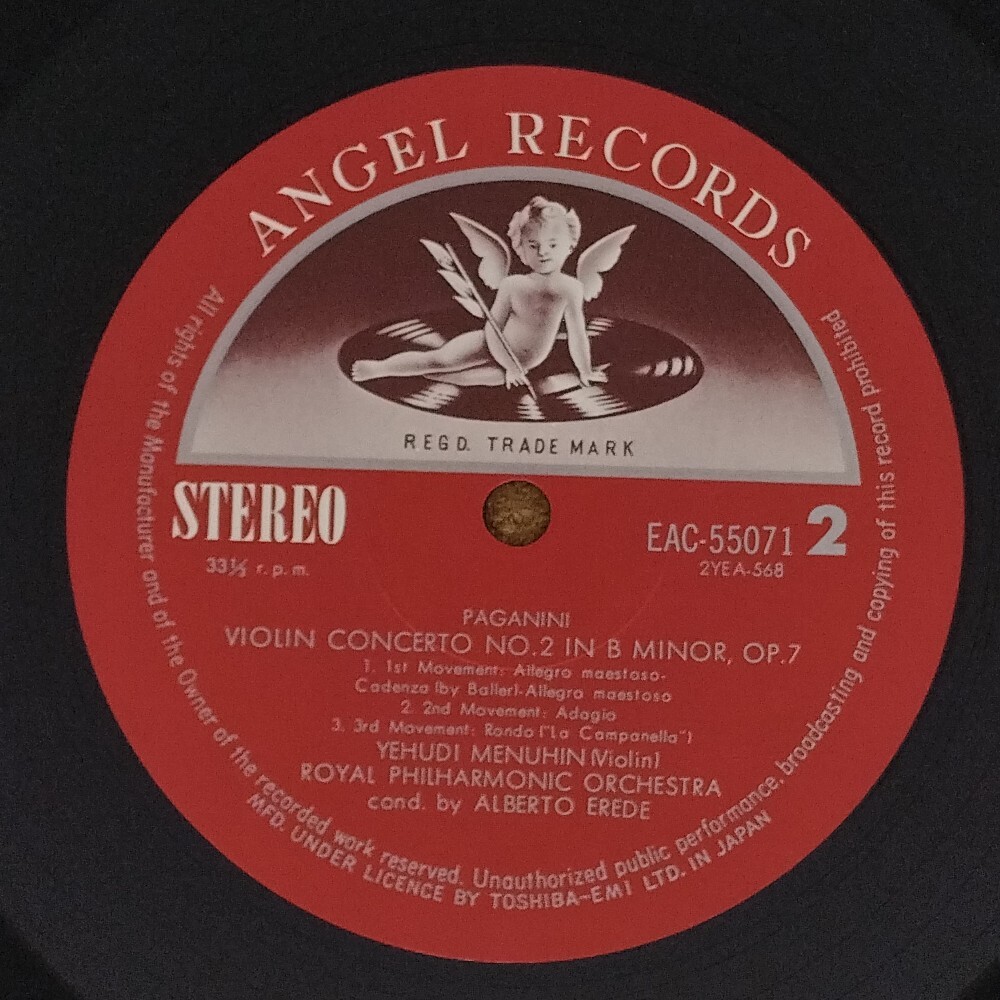 ANGEL RECORDS
REGD. TRADE MARK
STEREO
33⅓ r.p.m.
EAC-55071 2
2YEA-568
PAGANINI
VIOLIN CONCERTO NO.2 IN B MINOR, OP.7
1. 1st Movement: Allegro maestoso-
Cadenza (by Baller)-Allegro maestoso
2. 2nd Movement: Adagio
3. 3rd Movement: Rondo ("La Campanella")
YEHUDI MENUHIN (Violin)
ROYAL PHILHARMONIC ORCHESTRA
cond. by ALBERTO EREDE
All rights of the Manufacturer and of the Owner of the recorded work reserved. Unauthorized public performance, broadcasting and copying of this record prohibited
MFD. UNDER LICENCE BY TOSHIBA-EMI LTD. IN JAPAN